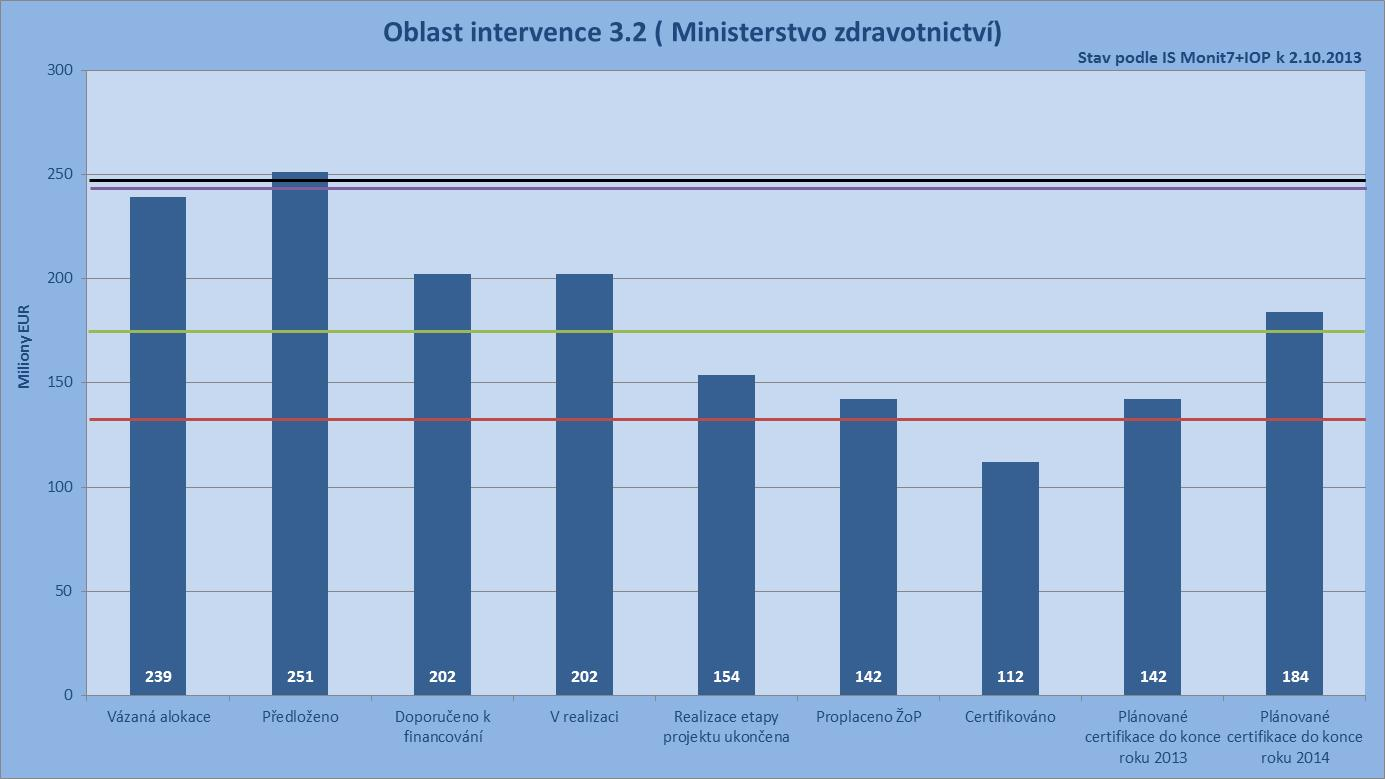 Oblast intervence 3.2 ( Ministerstvo zdravotnictví)
Stav podle IS Monit7+IOP k 2.10.2013
Miliony EUR
300
250
200
150
100
50
0
239
251
202
202
154
142
112
142
184
Vázaná alokace
Předloženo
Doporučeno k
financování
V realizaci
Realizace etapy
projektu ukončena
Proplaceno ŽoP
Certifikováno
Plánované
certifikace do konce
roku 2013
Plánované
certifikace do konce
roku 2014